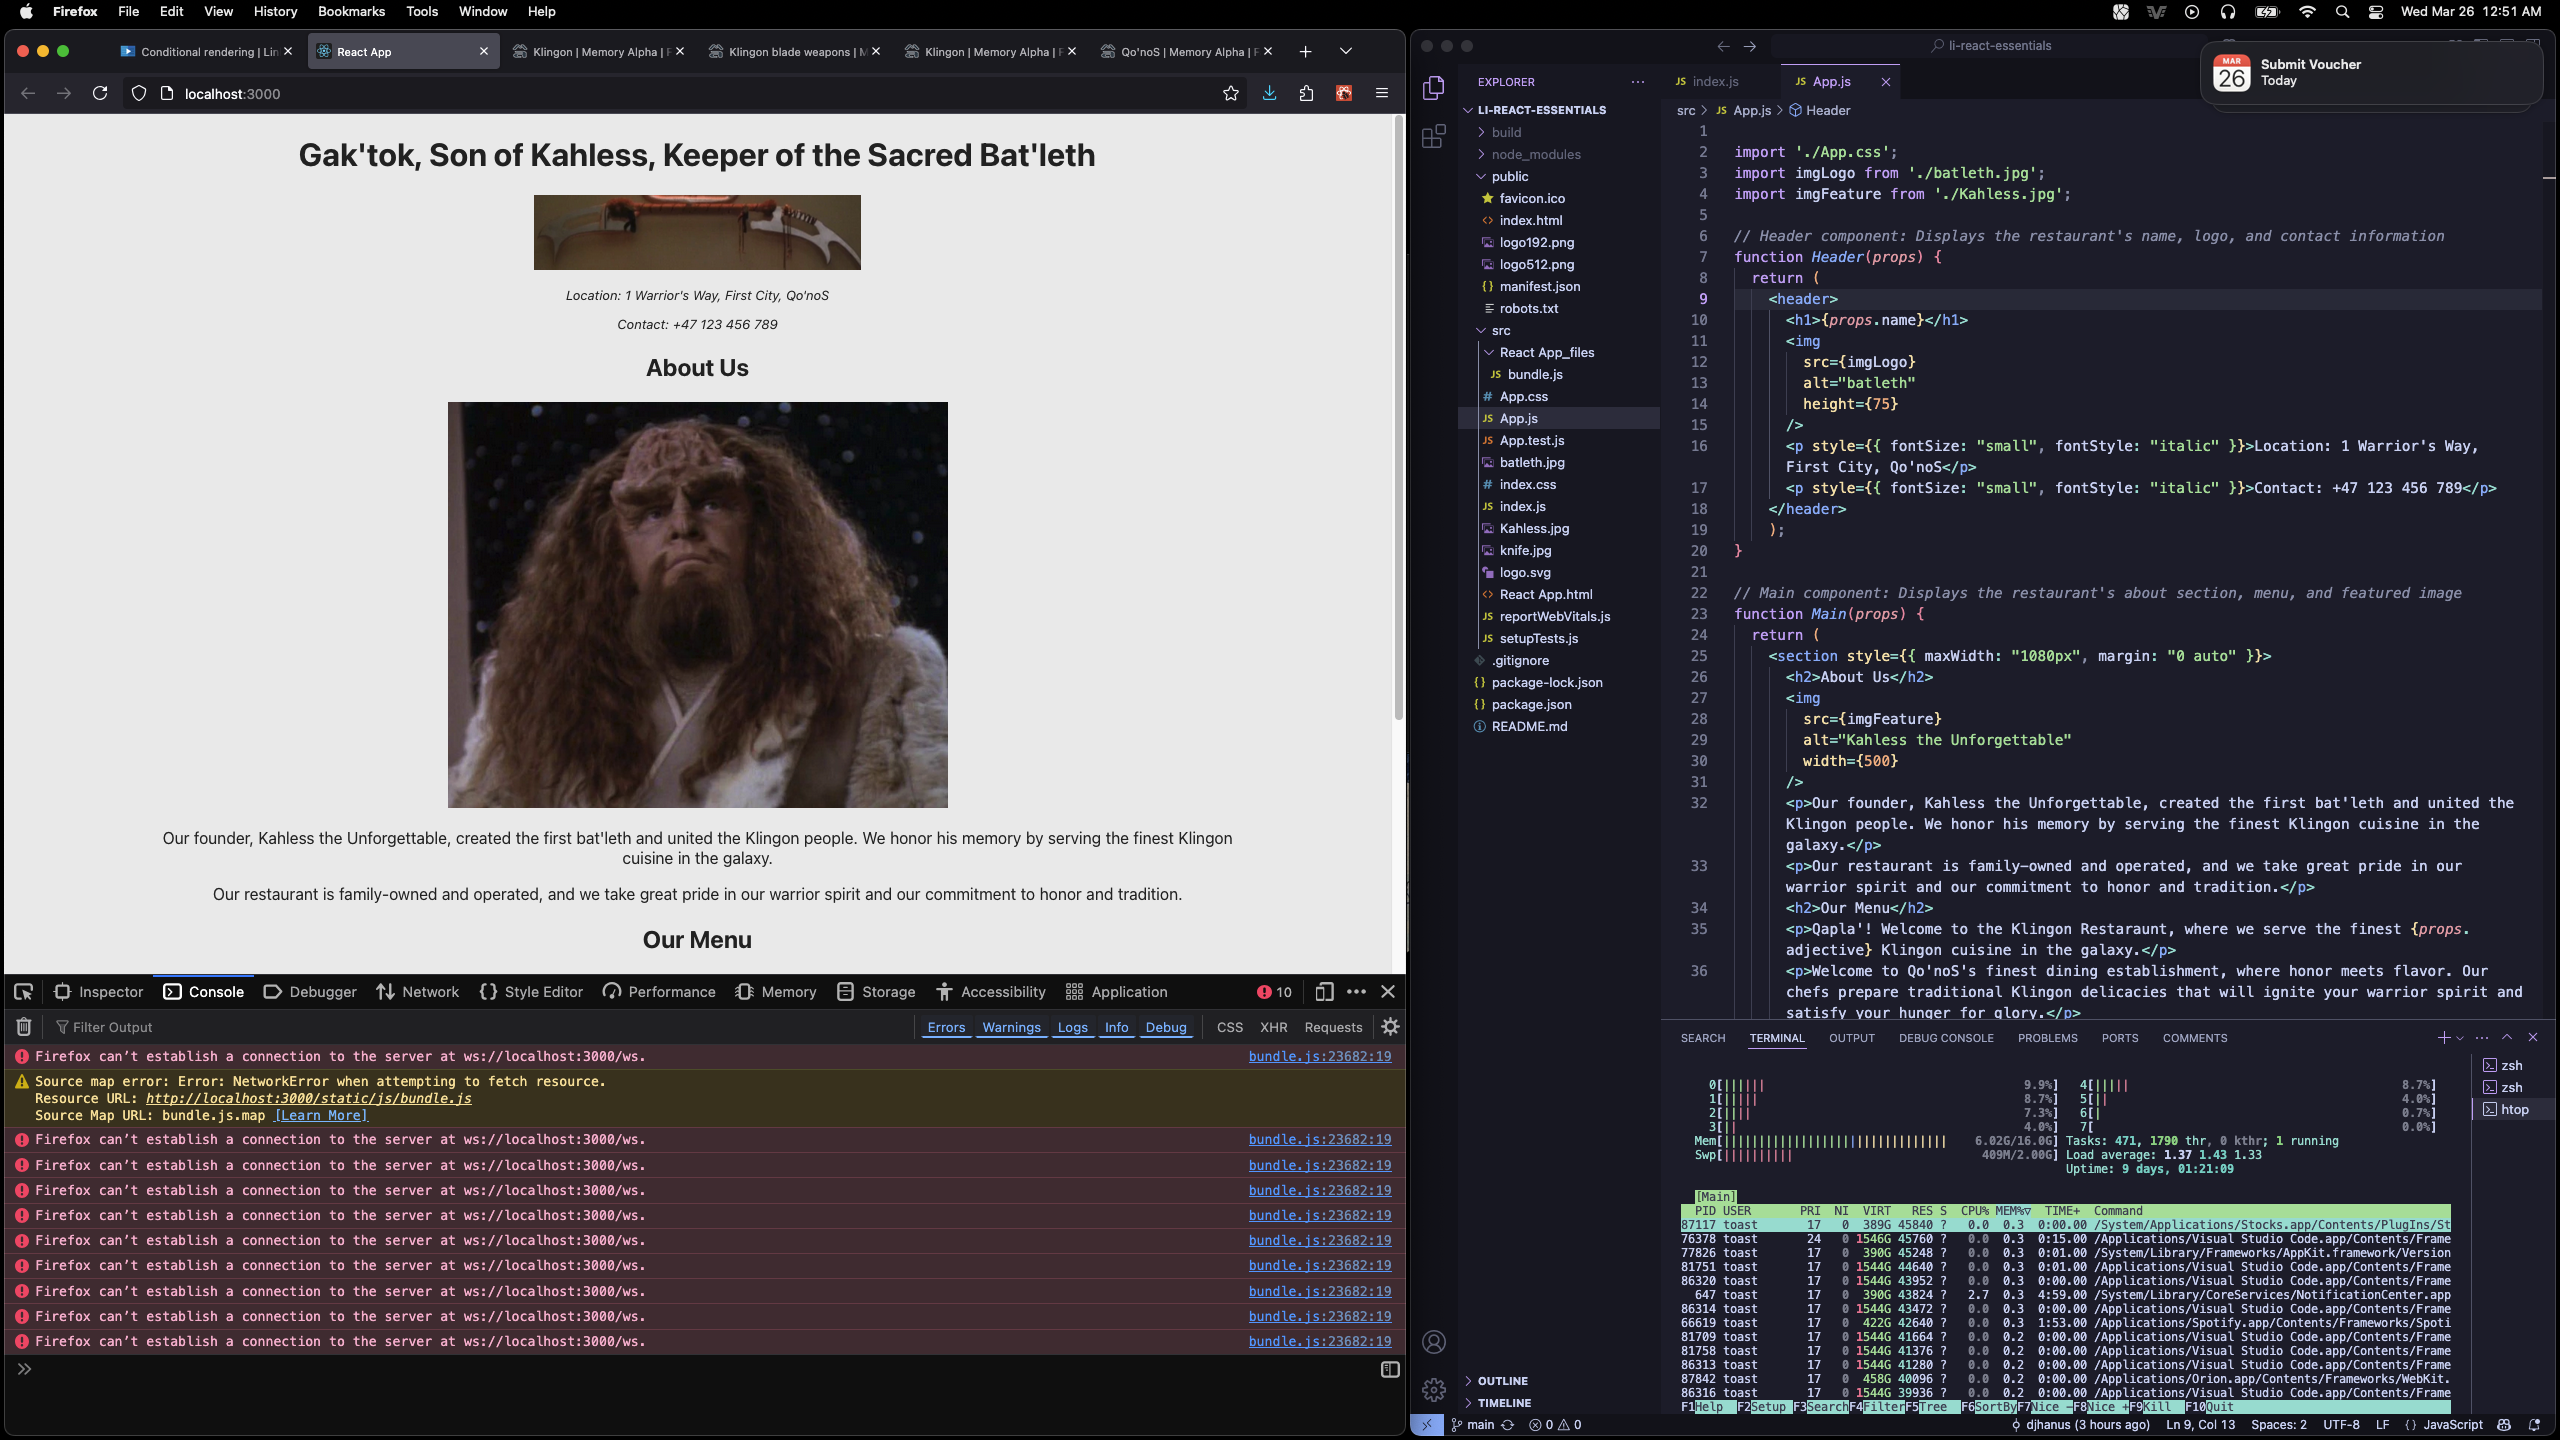 Firefox File Edit View History Bookmarks Tools Window Help
Wed Mar 26 12:51 AM
Conditional rendering | Lin
React App
Klingon | Memory Alpha | F
Klingon blade weapons | M
Klingon | Memory Alpha | F
Qo'noS | Memory Alpha | F
localhost:3000
Gak'tok, Son of Kahless, Keeper of the Sacred Bat'leth
Location: 1 Warrior's Way, First City, Qo'noS
Contact: +47 123 456 789
About Us
Our founder, Kahless the Unforgettable, created the first bat'leth and united the Klingon people. We honor his memory by serving the finest Klingon
cuisine in the galaxy.
Our restaurant is family-owned and operated, and we take great pride in our warrior spirit and our commitment to honor and tradition.
Our Menu
Inspector Console Debugger Network Style Editor Performance Memory Storage Accessibility Application 10
Filter Output Errors Warnings Logs Info Debug CSS XHR Requests
Firefox can’t establish a connection to the server at ws://localhost:3000/ws. bundle.js:23682:19
Source map error: Error: NetworkError when attempting to fetch resource.
Resource URL: http://localhost:3000/static/js/bundle.js
Source Map URL: bundle.js.map [Learn More]
Firefox can’t establish a connection to the server at ws://localhost:3000/ws. bundle.js:23682:19
Firefox can’t establish a connection to the server at ws://localhost:3000/ws. bundle.js:23682:19
Firefox can’t establish a connection to the server at ws://localhost:3000/ws. bundle.js:23682:19
Firefox can’t establish a connection to the server at ws://localhost:3000/ws. bundle.js:23682:19
Firefox can’t establish a connection to the server at ws://localhost:3000/ws. bundle.js:23682:19
Firefox can’t establish a connection to the server at ws://localhost:3000/ws. bundle.js:23682:19
Firefox can’t establish a connection to the server at ws://localhost:3000/ws. bundle.js:23682:19
Firefox can’t establish a connection to the server at ws://localhost:3000/ws. bundle.js:23682:19
Firefox can’t establish a connection to the server at ws://localhost:3000/ws. bundle.js:23682:19
li-react-essentials
MAR
26
Submit Voucher
Today
EXPLORER
LI-REACT-ESSENTIALS
build
node_modules
public
favicon.ico
index.html
logo192.png
logo512.png
manifest.json
robots.txt
src
React App_files
bundle.js
App.css
App.js
App.test.js
batleth.jpg
index.css
index.js
Kahless.jpg
knife.jpg
logo.svg
React App.html
reportWebVitals.js
setupTests.js
.gitignore
package-lock.json
package.json
README.md
OUTLINE
TIMELINE
JS index.js JS App.js
src > JS App.js > Header
1
2 import './App.css';
3 import imgLogo from './batleth.jpg';
4 import imgFeature from './Kahless.jpg';
5
6 // Header component: Displays the restaurant's name, logo, and contact information
7 function Header(props) {
8 return (
9 <header>
10 <h1>{props.name}</h1>
11 <img
12 src={imgLogo}
13 alt="batleth"
14 height={75}
15 />
16 <p style={{ fontSize: "small", fontStyle: "italic" }}>Location: 1 Warrior's Way,
First City, Qo'noS</p>
17 <p style={{ fontSize: "small", fontStyle: "italic" }}>Contact: +47 123 456 789</p>
18 </header>
19 );
20 }
21
22 // Main component: Displays the restaurant's about section, menu, and featured image
23 function Main(props) {
24 return (
25 <section style={{ maxWidth: "1080px", margin: "0 auto" }}>
26 <h2>About Us</h2>
27 <img
28 src={imgFeature}
29 alt="Kahless the Unforgettable"
30 width={500}
31 />
32 <p>Our founder, Kahless the Unforgettable, created the first bat'leth and united the
Klingon people. We honor his memory by serving the finest Klingon cuisine in the
galaxy.</p>
33 <p>Our restaurant is family-owned and operated, and we take great pride in our
warrior spirit and our commitment to honor and tradition.</p>
34 <h2>Our Menu</h2>
35 <p>Qapla'! Welcome to the Klingon Restaraunt, where we serve the finest {props.
adjective} Klingon cuisine in the galaxy.</p>
36 <p>Welcome to Qo'noS's finest dining establishment, where honor meets flavor. Our
chefs prepare traditional Klingon delicacies that will ignite your warrior spirit and
satisfy your hunger for glory.</p>
SEARCH TERMINAL OUTPUT DEBUG CONSOLE PROBLEMS PORTS COMMENTS
zsh
zsh
htop
0[|||||| 9.9%] 4[||||| 8.7%]
1[||||| 8.7%] 5[|| 4.0%]
2[|||| 7.3%] 6[| 0.7%]
3[|| 4.0%] 7[ 0.0%]
Mem[|||||||||||||||||||||||||||||||| 6.02G/16.0G] Tasks: 471, 1790 thr, 0 kthr; 1 running
Swp[|||||||||| 409M/2.00G] Load average: 1.37 1.43 1.33
Uptime: 9 days, 01:21:09
[Main]
PID USER PRI NI VIRT RES S CPU% MEM%▽ TIME+ Command
87117 toast 17 0 389G 45840 ? 0.0 0.3 0:00.00 /System/Applications/Stocks.app/Contents/PlugIns/St
76378 toast 24 0 1546G 45760 ? 0.0 0.3 0:15.00 /Applications/Visual Studio Code.app/Contents/Frame
77826 toast 17 0 390G 45248 ? 0.0 0.3 0:01.00 /System/Library/Frameworks/AppKit.framework/Version
81751 toast 17 0 1544G 44640 ? 0.0 0.3 0:01.00 /Applications/Visual Studio Code.app/Contents/Frame
86320 toast 17 0 1544G 43952 ? 0.0 0.3 0:00.00 /Applications/Visual Studio Code.app/Contents/Frame
647 toast 17 0 390G 43824 ? 2.7 0.3 4:59.00 /System/Library/CoreServices/NotificationCenter.app
86314 toast 17 0 1544G 43472 ? 0.0 0.3 0:00.00 /Applications/Visual Studio Code.app/Contents/Frame
66619 toast 17 0 422G 42640 ? 0.0 0.3 1:53.00 /Applications/Spotify.app/Contents/Frameworks/Spoti
81709 toast 17 0 1544G 41664 ? 0.0 0.2 0:00.00 /Applications/Visual Studio Code.app/Contents/Frame
81758 toast 17 0 1544G 41376 ? 0.0 0.2 0:00.00 /Applications/Visual Studio Code.app/Contents/Frame
86313 toast 17 0 1544G 41280 ? 0.0 0.2 0:00.00 /Applications/Visual Studio Code.app/Contents/Frame
87842 toast 17 0 458G 40096 ? 0.0 0.2 0:00.00 /Applications/Orion.app/Contents/Frameworks/WebKit.
86316 toast 17 0 1544G 39936 ? 0.0 0.2 0:00.00 /Applications/Visual Studio Code.app/Contents/Frame
F1Help F2Setup F3SearchF4FilterF5Tree F6SortByF7Nice -F8Nice +F9Kill F10Quit
main 0 0 djhanus (3 hours ago) Ln 9, Col 13 Spaces: 2 UTF-8 LF {} JavaScript